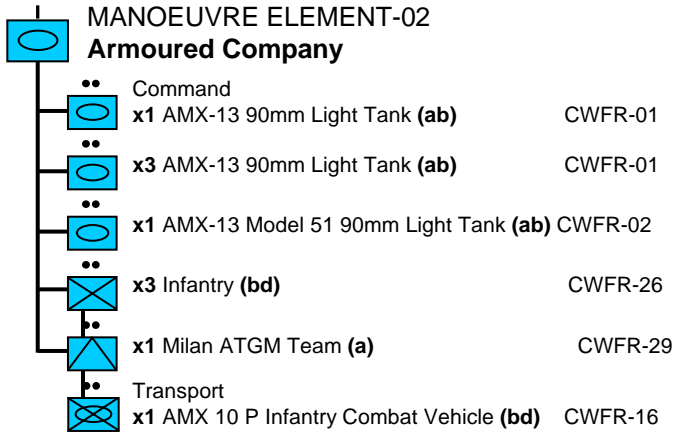 MANOEUVRE ELEMENT-02
Armoured Company
Command
x1 AMX-13 90mm Light Tank (ab) CWFR-01
x3 AMX-13 90mm Light Tank (ab) CWFR-01
x1 AMX-13 Model 51 90mm Light Tank (ab) CWFR-02
x3 Infantry (bd) CWFR-26
x1 Milan ATGM Team (a) CWFR-29
Transport
x1 AMX 10 P Infantry Combat Vehicle (bd) CWFR-16